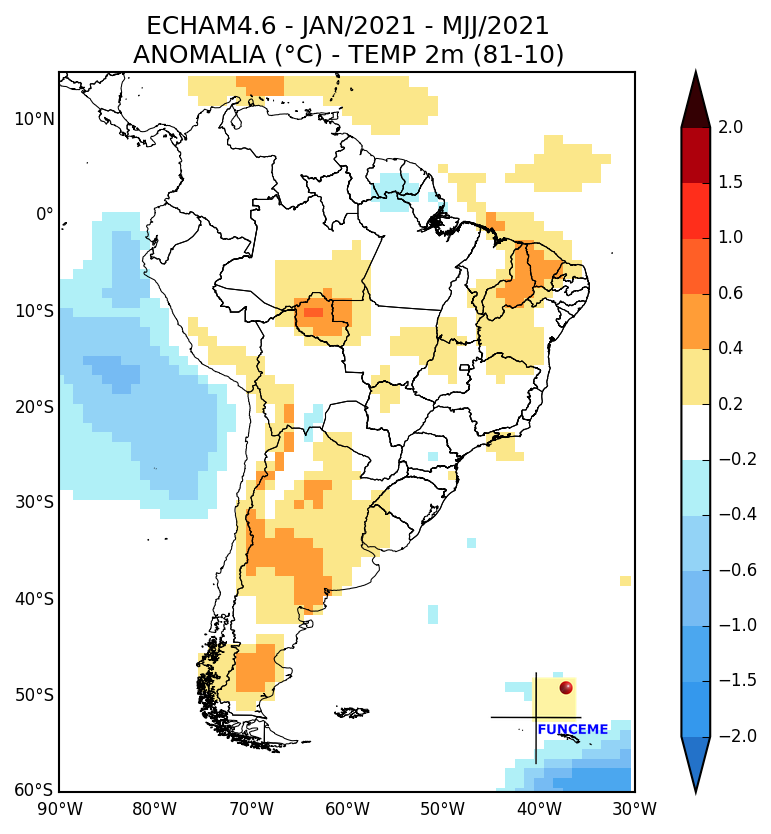 ECHAM4.6 - JAN/2021 - MJJ/2021
ANOMALIA (°C) - TEMP 2m (81-10)
10°N
0°
10°S
20°S
30°S
40°S
50°S
60°S
90°W 80°W 70°W 60°W 50°W 40°W 30°W
2.0
1.5
1.0
0.6
0.4
0.2
−0.2
−0.4
−0.6
−1.0
−1.5
−2.0
FUNCEME